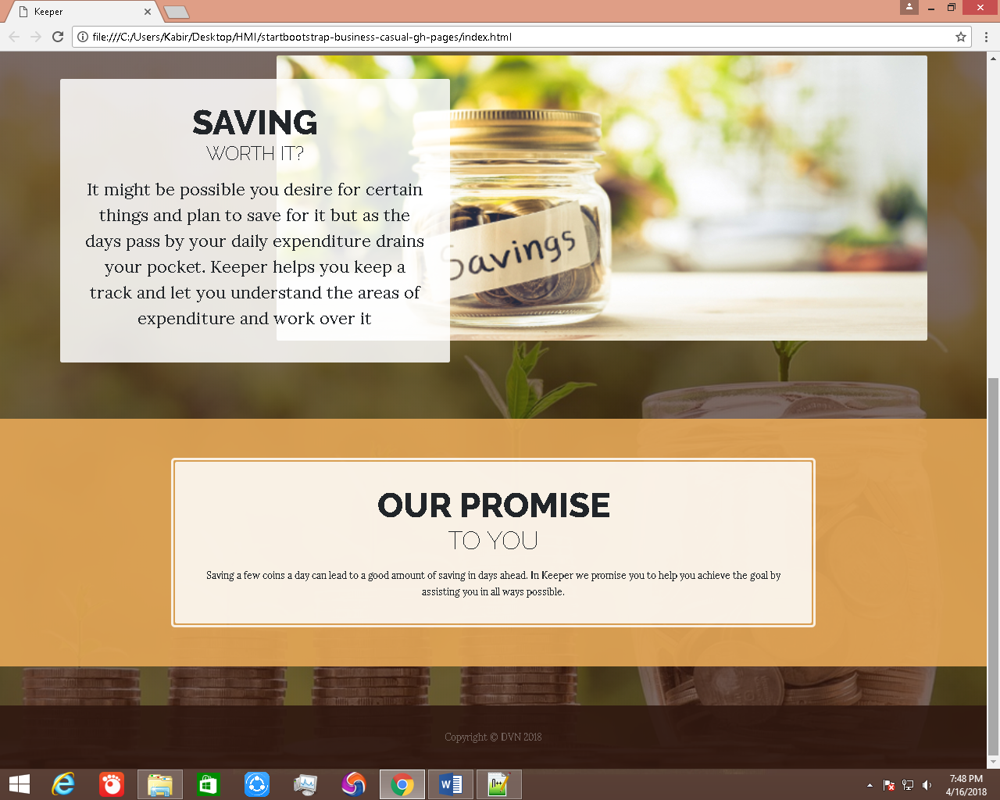 Keeper
file:///C:/Users/Kabir/Desktop/HMI/startbootstrap-business-casual-gh-pages/index.html
SAVING
WORTH IT?
It might be possible you desire for certain
things and plan to save for it but as the
days pass by your daily expenditure drains
your pocket. Keeper helps you keep a
track and let you understand the areas of
expenditure and work over it
Savings
OUR PROMISE
TO YOU
Saving a few coins a day can lead to a good amount of saving in days ahead. In Keeper we promise you to help you achieve the goal by
assisting you in all ways possible.
Copyright © DVN 2018
7:48 PM
4/16/2018